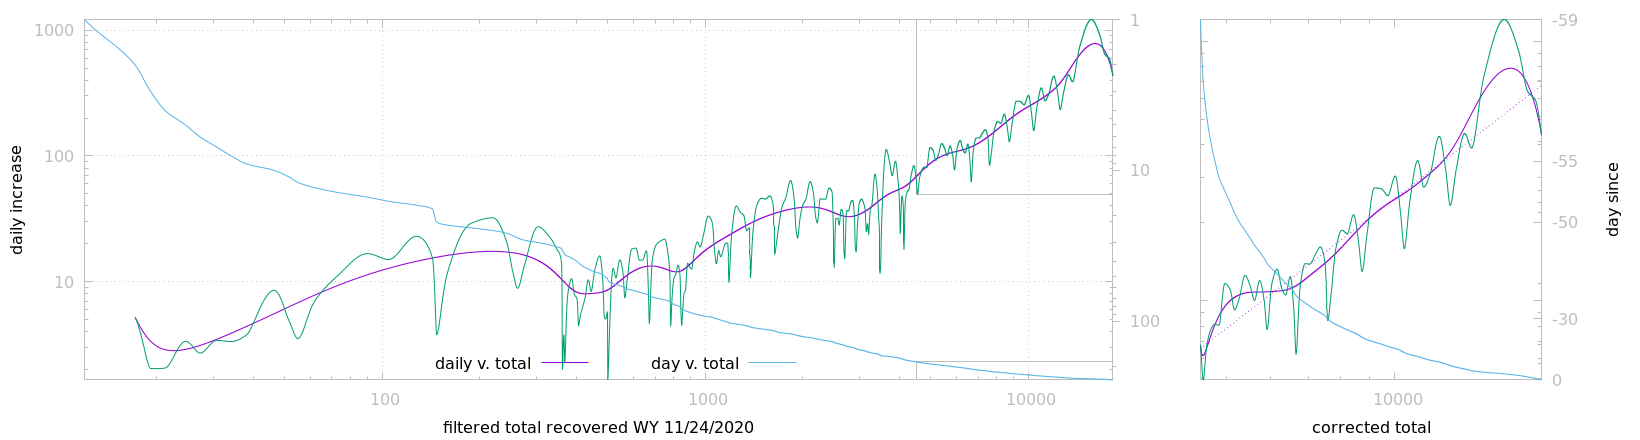 1000
100
10
daily increase
100
1000
10000
filtered total recovered WY 11/24/2020
daily v. total
day v. total
1
10
100
10000
corrected total
-59
-55
-50
-30
0
day since